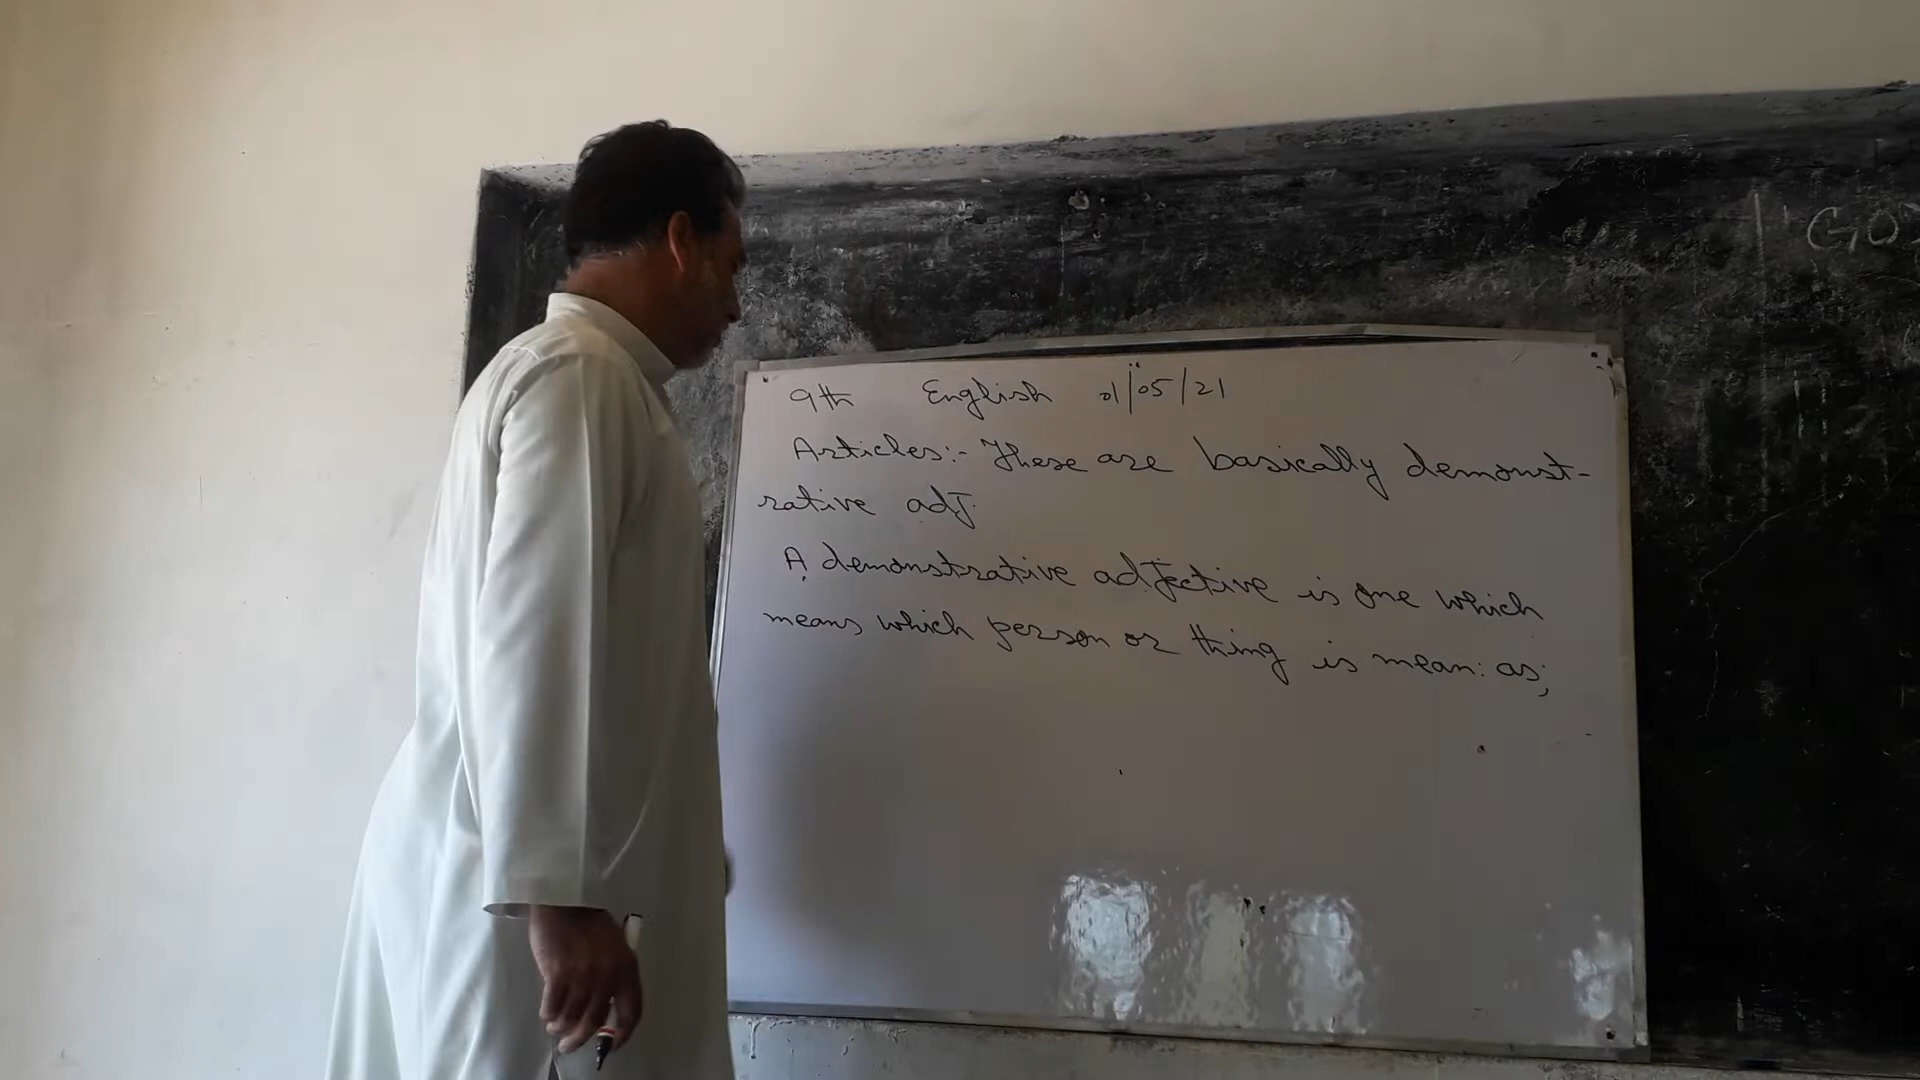 9th English 01/05/21
Articles:- These are basically demonst-
rative adj.
A demonstrative adjective is one which
means which person or thing is mean: as;